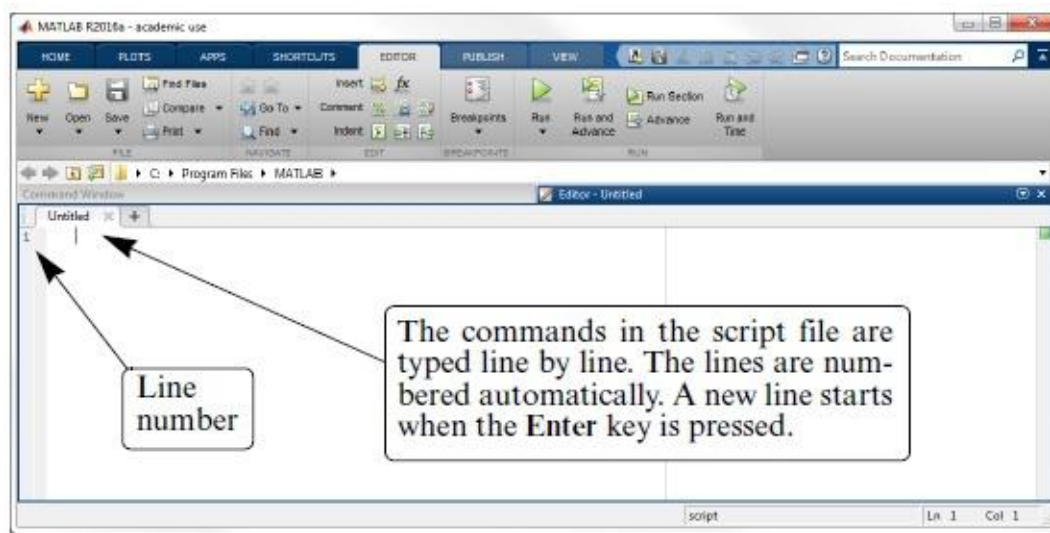 MATLAB R2016a - academic use
HOME PLOTS APPS SHORTCUTS EDITOR PUBLISH VIEW Search Documentation
Find Files Insert fx
New Open Save Compare Go To Comment Breakpoints Run Run and Advance Run Section Advance Run and Time
Print Find Indent
FILE NAVIGATE EDIT BREAKPOINTS RUN
C: Program Files MATLAB
Command Window Editor - Untitled
Untitled
1
The commands in the script file are
typed line by line. The lines are num-
bered automatically. A new line starts
when the Enter key is pressed.
Line
number
script Ln 1 Col 1